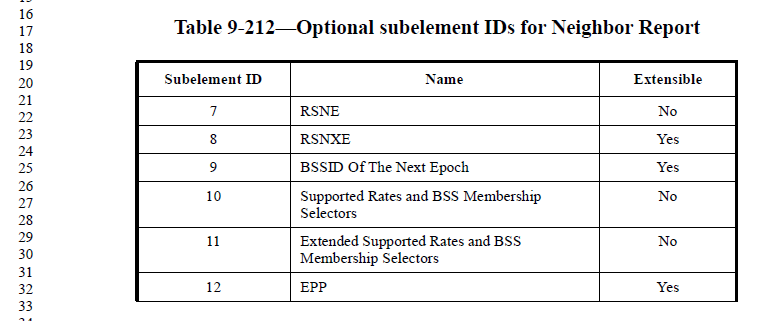 16
17
18
19
20
21
22
23
24
25
26
27
28
29
30
31
32
33
Table 9-212—Optional subelement IDs for Neighbor Report
Subelement ID Name Extensible
7 RSNE No
8 RSNXE Yes
9 BSSID Of The Next Epoch Yes
10 Supported Rates and BSS Membership No
Selectors
11 Extended Supported Rates and BSS No
Membership Selectors
12 EPP Yes